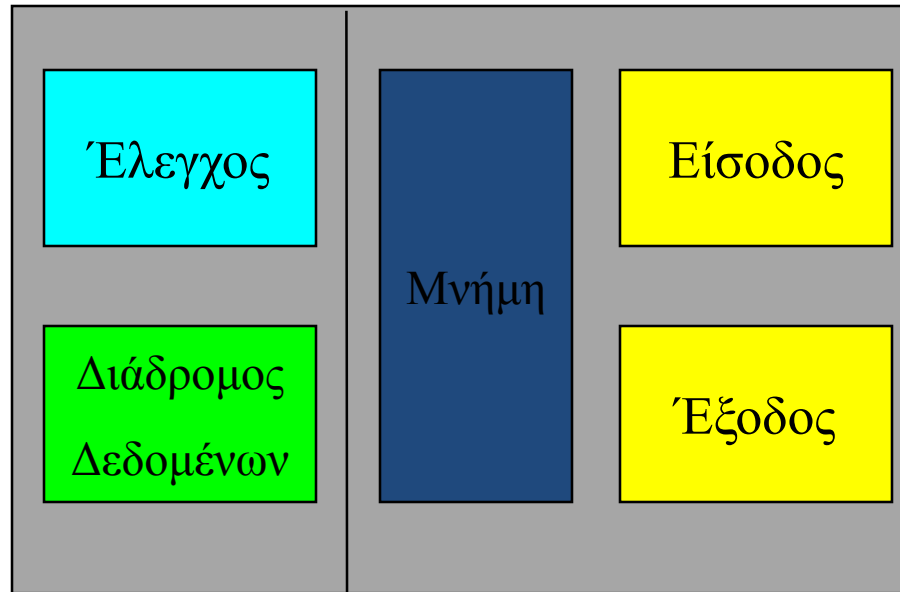 Έλεγχος
Διάδρομος
Δεδομένων
Μνήμη
Είσοδος
Έξοδος